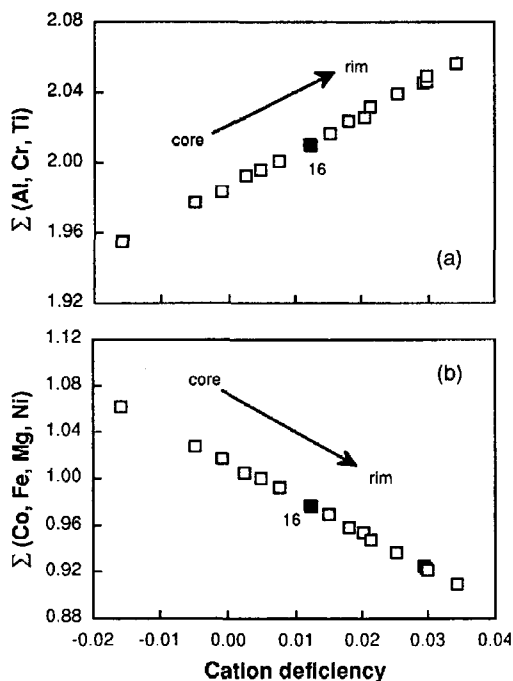 2.08
2.04
2.00
1.96
1.92
Σ (Al, Cr, Ti)
core
rim
16
(a)
1.12
1.08
1.04
1.00
0.96
0.92
0.88
Σ (Co, Fe, Mg, Ni)
(b)
core
rim
16
-0.02 -0.01 0.00 0.01 0.02 0.03 0.04
Cation deficiency